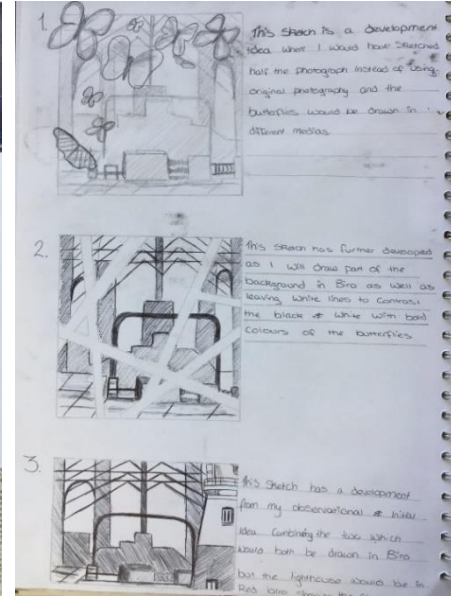 1.
This sketch is a development
idea where I would have sketched
half the photograph instead of using
original photography and the
butterflies would be drawn in
different medias
2.
This sketch has further developed
as I will draw part of the
background in Biro as well as
leaving white lines to contrast
the black & white with bold
colours of the butterflies
3.
This sketch has a development
from my observational & initial
idea combining the two which
would both be drawn in Biro
but the lighthouse would be in
Red biro